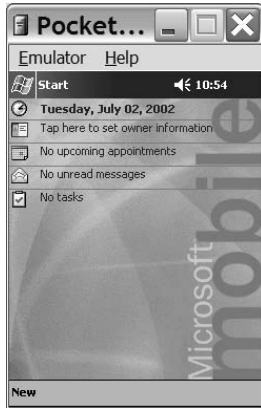 Pocket...
Emulator Help
Start 10:54
Tuesday, July 02, 2002
Tap here to set owner information
No upcoming appointments
No unread messages
No tasks
Microsoft
mobile
New